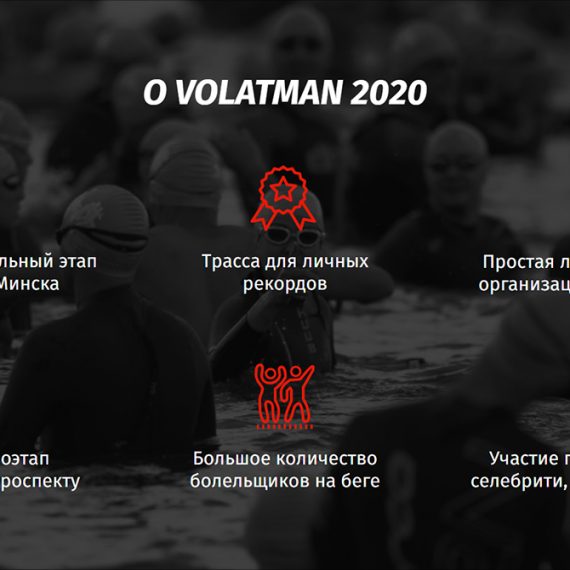 О VOLATMAN 2020
льный этап
Минска
Трасса для личных
рекордов
Простая л
организац
оэтап
роспекту
Большое количество
болельщиков на беге
Участие г
селебрити,